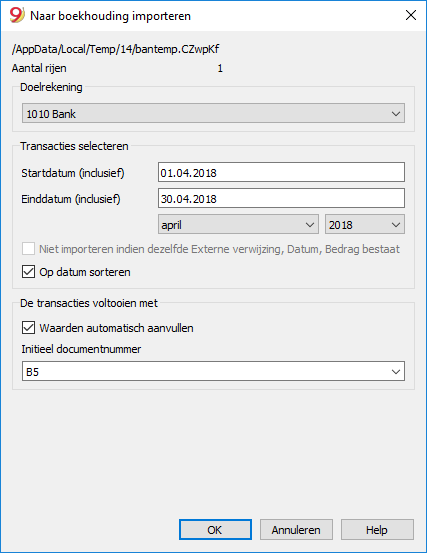 Naar boekhouding importeren
/AppData/Local/Temp/14/bantemp.CZwpKf
Aantal rijen 1
Doelrekening
1010 Bank
Transacties selecteren
Startdatum (inclusief) 01.04.2018
Einddatum (inclusief) 30.04.2018
april 2018
Niet importeren indien dezelfde Externe verwijzing, Datum, Bedrag bestaat
Op datum sorteren
De transacties voltooien met
Waarden automatisch aanvullen
Initieel documentnummer
B5
OK Annuleren Help